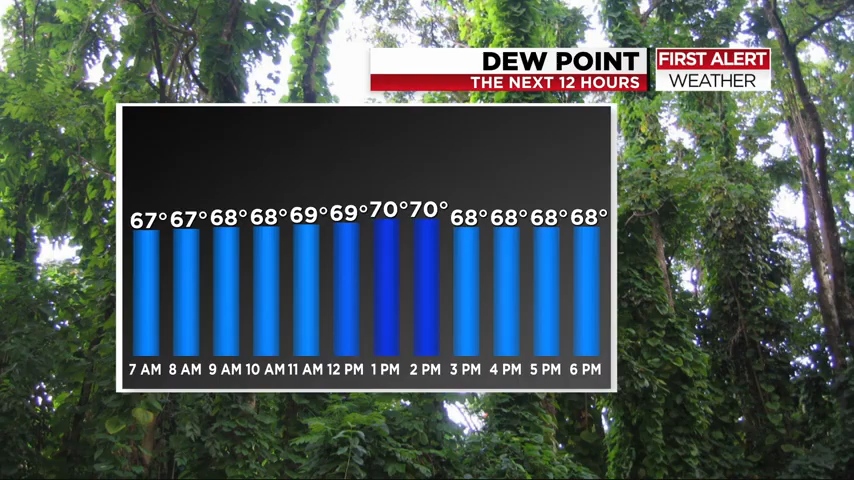 DEW POINT
THE NEXT 12 HOURS
FIRST ALERT
WEATHER
67° 67° 68° 68° 69° 69° 70° 70° 68° 68° 68° 68°
7 AM 8 AM 9 AM 10 AM 11 AM 12 PM 1 PM 2 PM 3 PM 4 PM 5 PM 6 PM